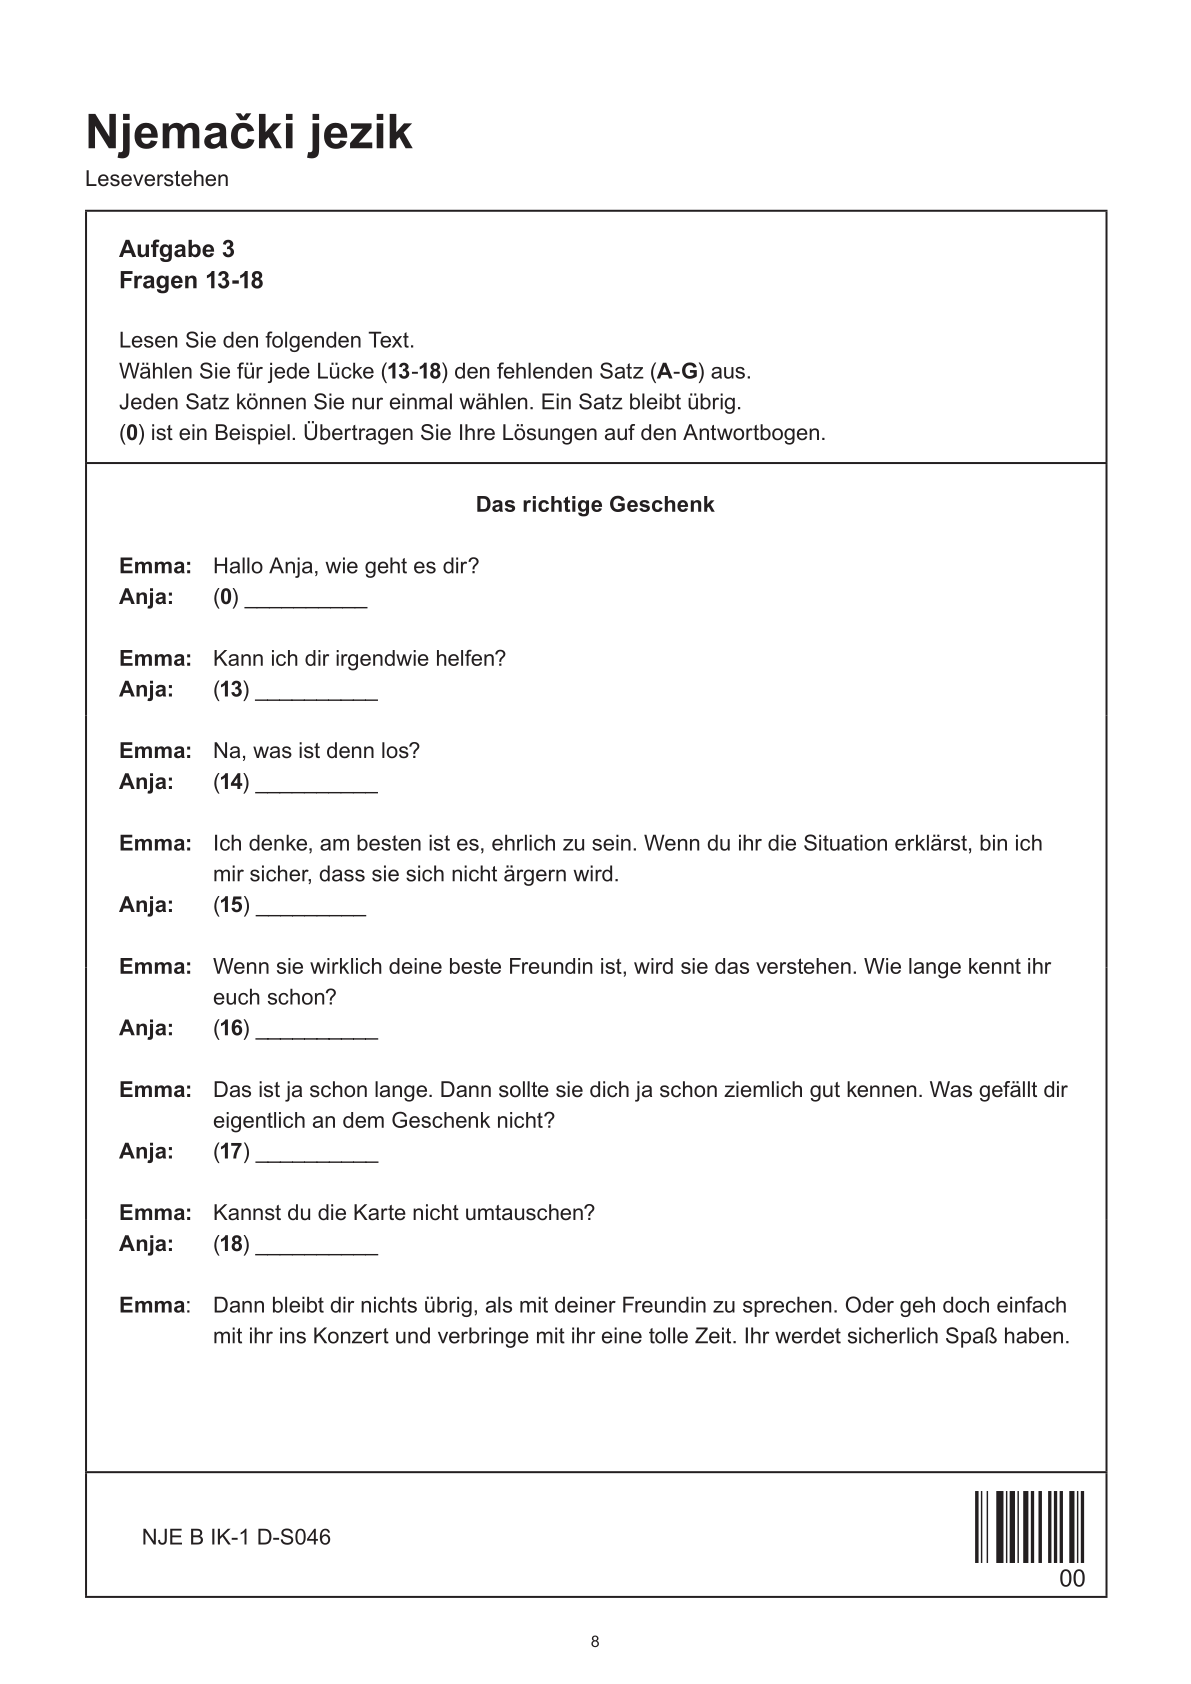 Njemački jezik
Leseverstehen
Aufgabe 3
Fragen 13-18
Lesen Sie den folgenden Text.
Wählen Sie für jede Lücke (13-18) den fehlenden Satz (A-G) aus.
Jeden Satz können Sie nur einmal wählen. Ein Satz bleibt übrig.
(0) ist ein Beispiel. Übertragen Sie Ihre Lösungen auf den Antwortbogen.
Das richtige Geschenk
Emma: Hallo Anja, wie geht es dir?
Anja: (0) __________
Emma: Kann ich dir irgendwie helfen?
Anja: (13) __________
Emma: Na, was ist denn los?
Anja: (14) __________
Emma: Ich denke, am besten ist es, ehrlich zu sein. Wenn du ihr die Situation erklärst, bin ich
mir sicher, dass sie sich nicht ärgern wird.
Anja: (15) _________
Emma: Wenn sie wirklich deine beste Freundin ist, wird sie das verstehen. Wie lange kennt ihr
euch schon?
Anja: (16) __________
Emma: Das ist ja schon lange. Dann sollte sie dich ja schon ziemlich gut kennen. Was gefällt dir
eigentlich an dem Geschenk nicht?
Anja: (17) __________
Emma: Kannst du die Karte nicht umtauschen?
Anja: (18) __________
Emma: Dann bleibt dir nichts übrig, als mit deiner Freundin zu sprechen. Oder geh doch einfach
mit ihr ins Konzert und verbringe mit ihr eine tolle Zeit. Ihr werdet sicherlich Spaß haben.
NJE B IK-1 D-S046
00
8